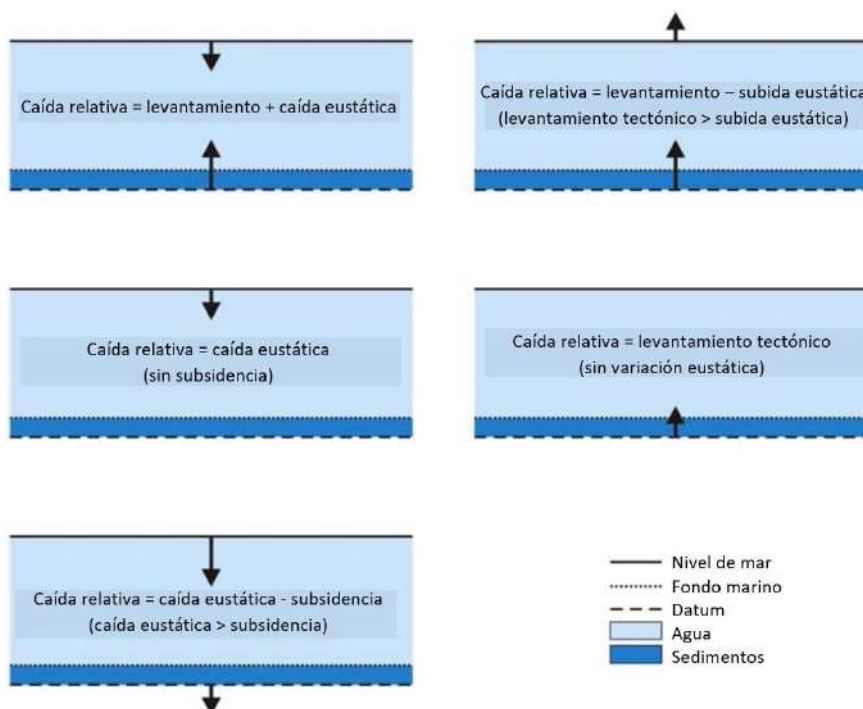 Caída relativa = levantamiento + caída eustática
Caída relativa = levantamiento – subida eustática
(levantamiento tectónico > subida eustática)
Caída relativa = caída eustática
(sin subsidencia)
Caída relativa = levantamiento tectónico
(sin variación eustática)
Caída relativa = caída eustática - subsidencia
(caída eustática > subsidencia)
Nivel de mar
Fondo marino
Datum
Agua
Sedimentos